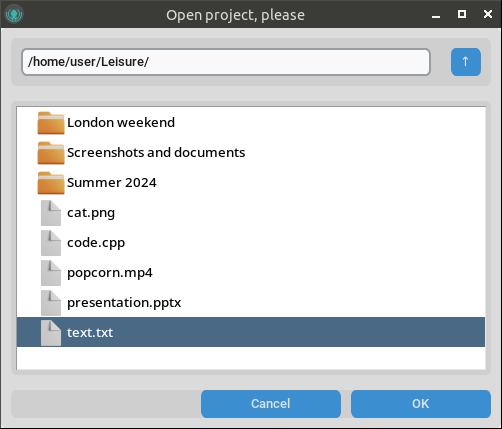 Open project, please
/home/user/Leisure/
↑
London weekend
Screenshots and documents
Summer 2024
cat.png
code.cpp
popcorn.mp4
presentation.pptx
text.txt
Cancel
OK